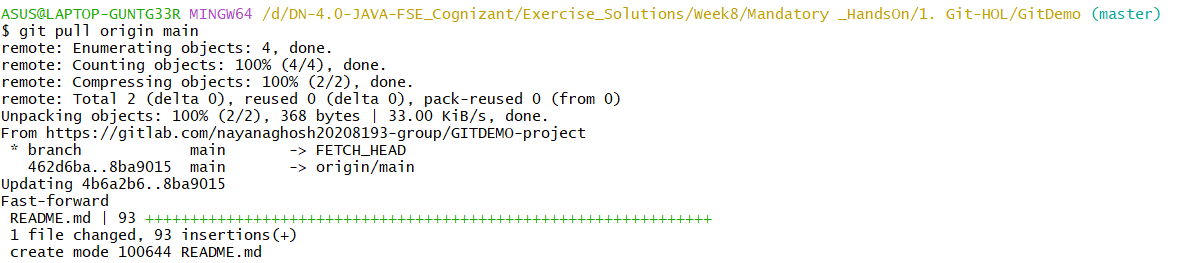 ASUS@LAPTOP-GUNTG33R MINGW64 /d/DN-4.0-JAVA-FSE_Cognizant/Exercise_Solutions/Week8/Mandatory _HandsOn/1. Git-HOL/GitDemo (master)
$ git pull origin main
remote: Enumerating objects: 4, done.
remote: Counting objects: 100% (4/4), done.
remote: Compressing objects: 100% (2/2), done.
remote: Total 2 (delta 0), reused 0 (delta 0), pack-reused 0 (from 0)
Unpacking objects: 100% (2/2), 368 bytes | 33.00 KiB/s, done.
From https://gitlab.com/nayanaghosh20208193-group/GITDEMO-project
 * branch            main       -> FETCH_HEAD
   462d6ba..8ba9015  main       -> origin/main
Updating 4b6a2b6..8ba9015
Fast-forward
 README.md | 93 +++++++++++++++++++++++++++++++++++++++++++++++++++++++++++++++
 1 file changed, 93 insertions(+)
 create mode 100644 README.md